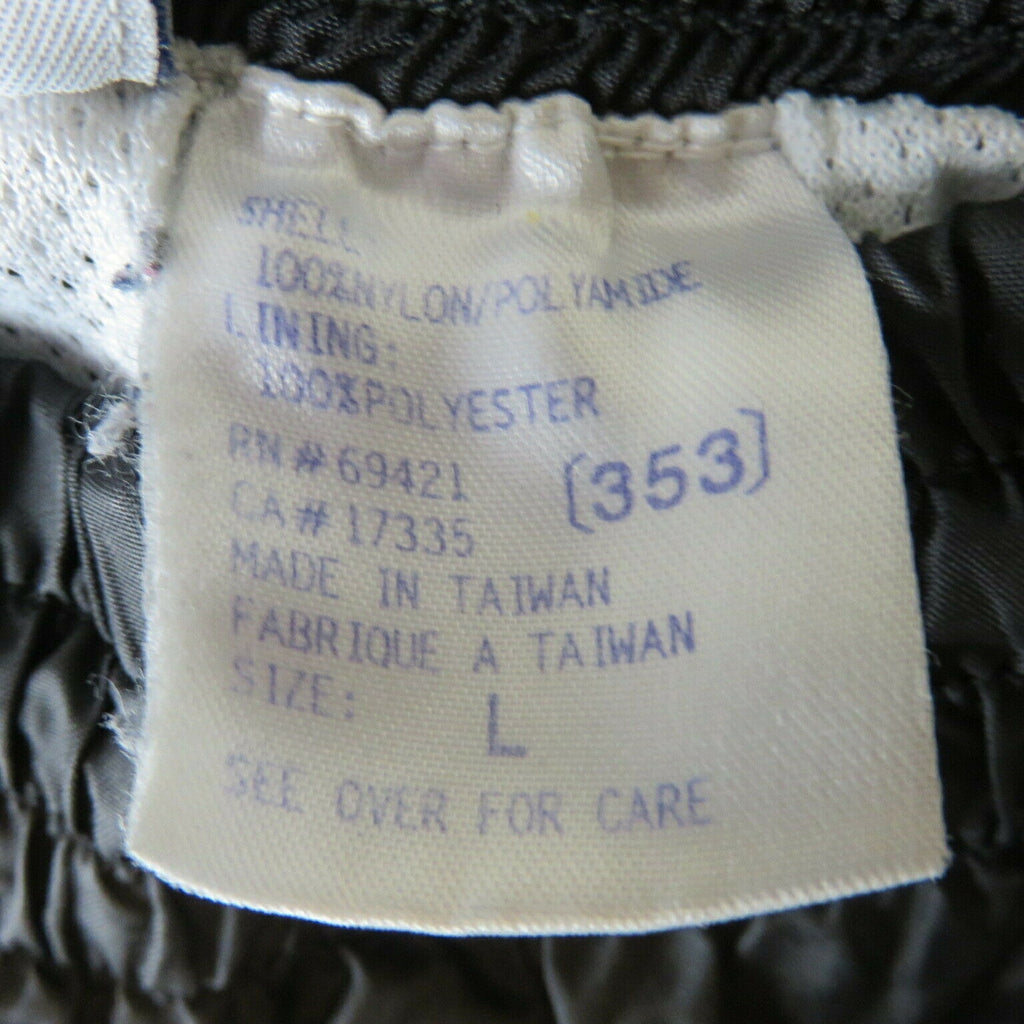 SHELL
100%NYLON/POLYAMIDE
LINING:
100%POLYESTER
RN#69421
[353]
CA#17335
MADE IN TAIWAN
FABRIQUE A TAIWAN
SIZE:
L
SEE OVER FOR CARE